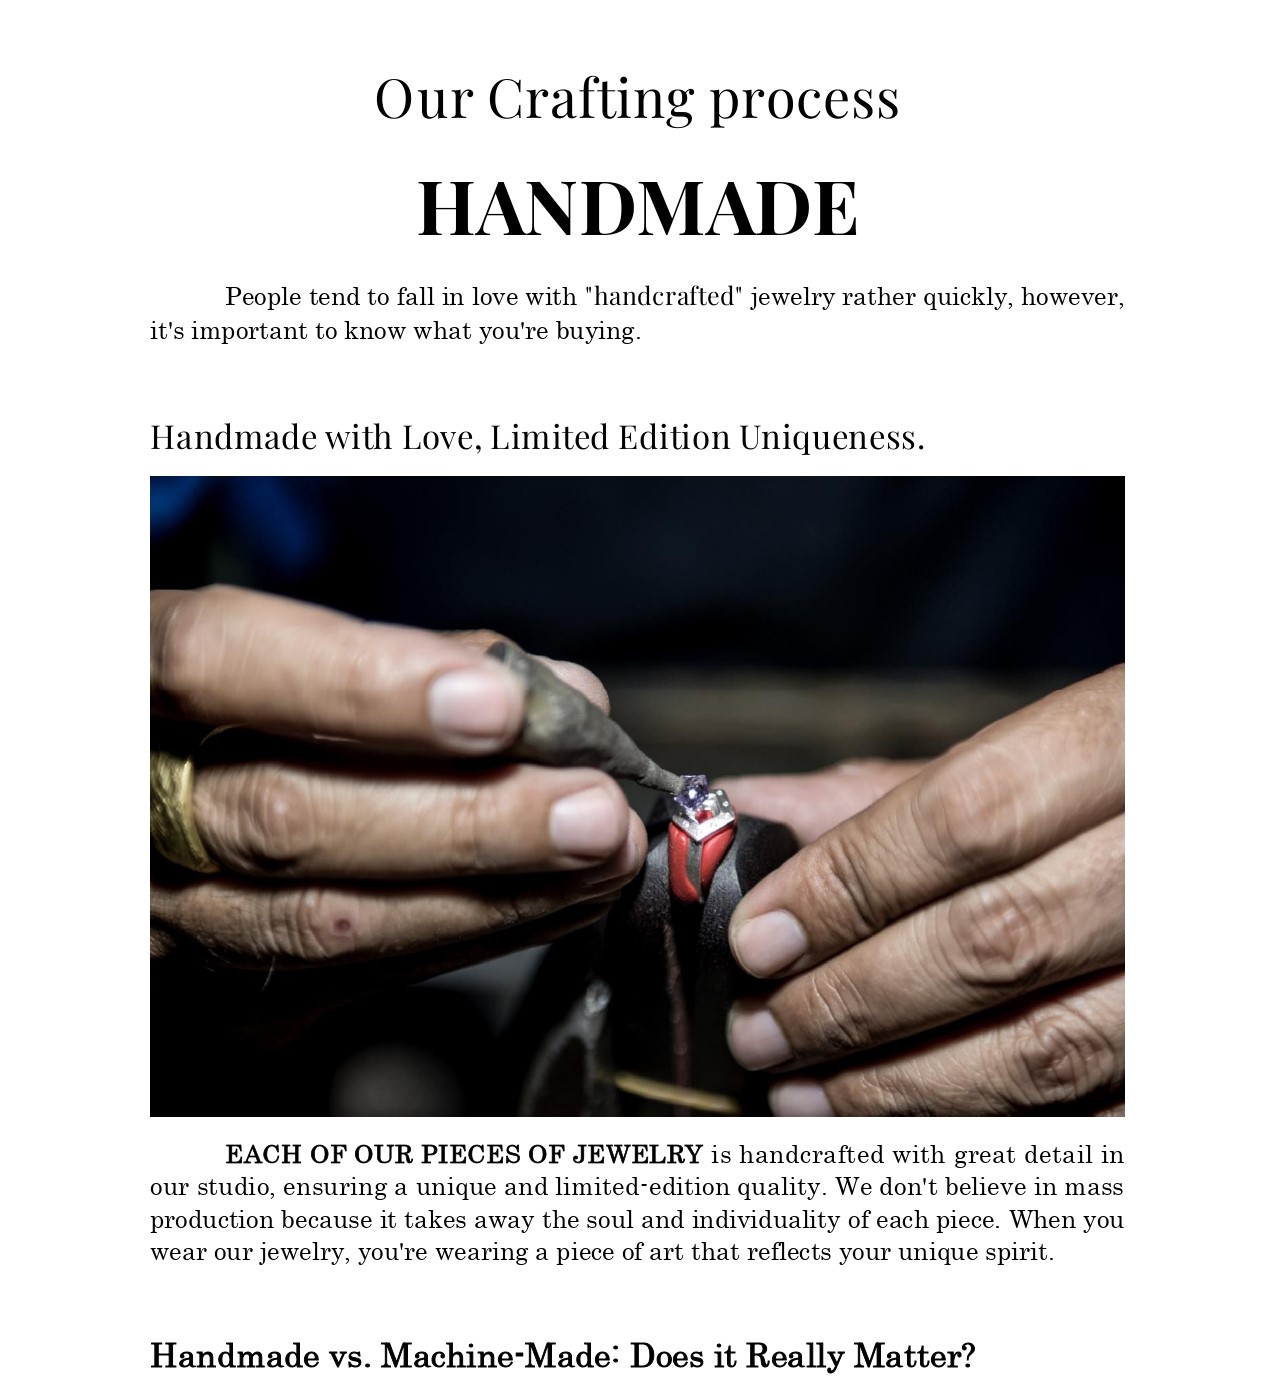 Our Crafting process
HANDMADE
People tend to fall in love with "handcrafted" jewelry rather quickly, however,
it's important to know what you're buying.
Handmade with Love, Limited Edition Uniqueness.
EACH OF OUR PIECES OF JEWELRY is handcrafted with great detail in
our studio, ensuring a unique and limited-edition quality. We don't believe in mass
production because it takes away the soul and individuality of each piece. When you
wear our jewelry, you're wearing a piece of art that reflects your unique spirit.
Handmade vs. Machine-Made: Does it Really Matter?